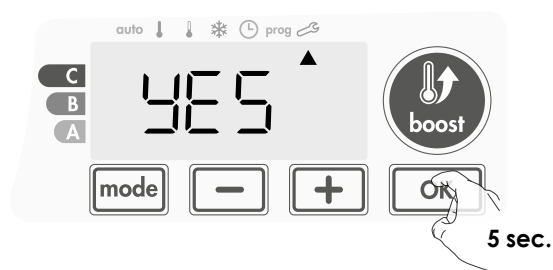 auto prog
C
B
A
YES
boost
mode - + OK
5 sec.